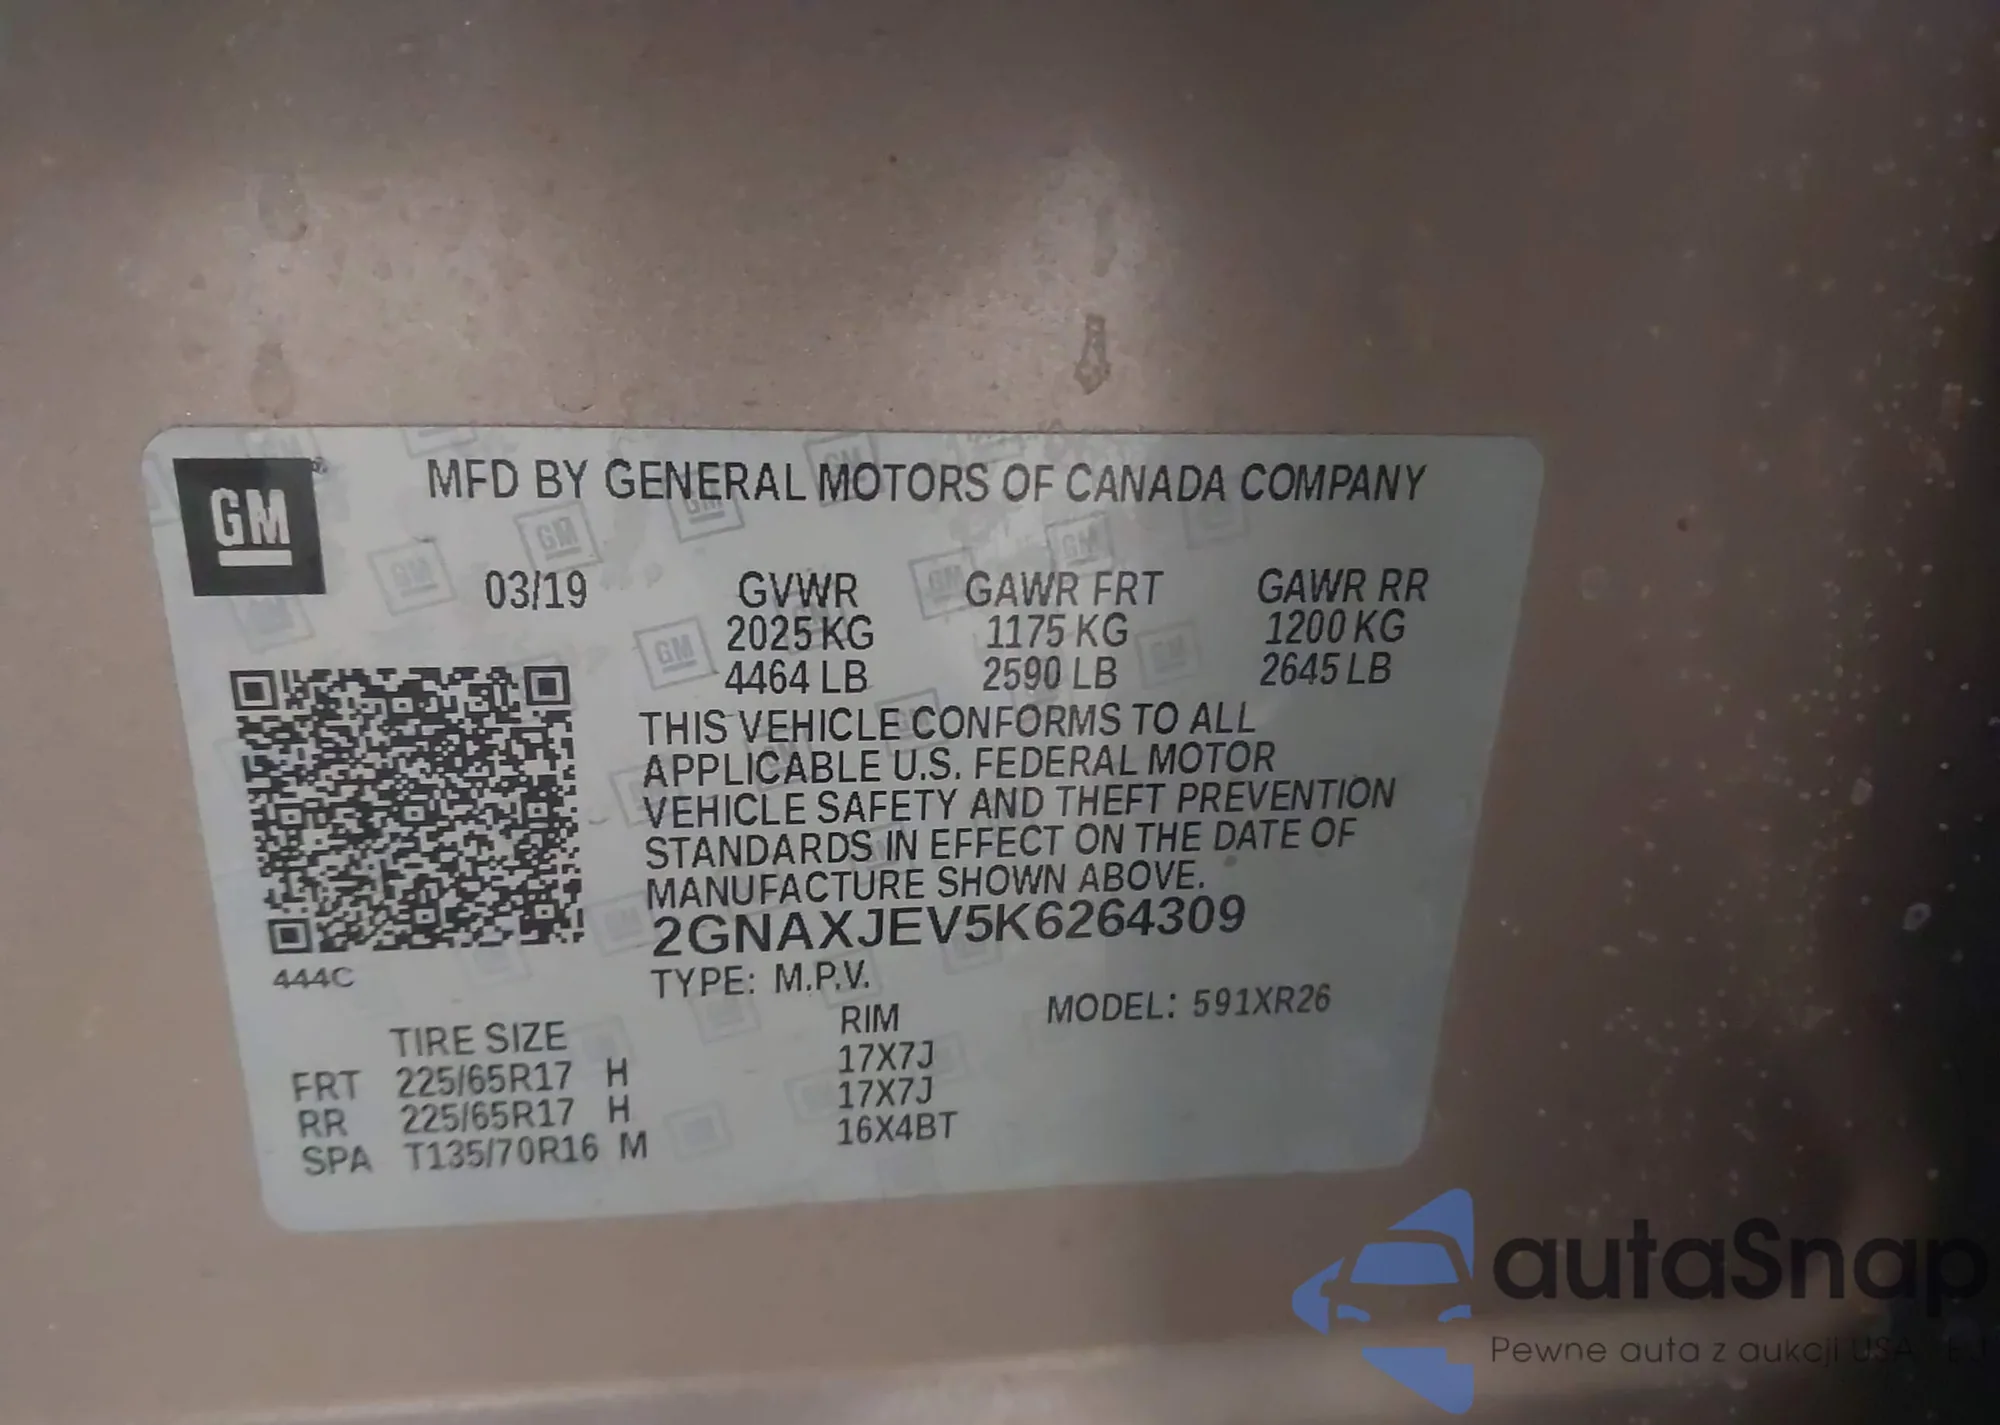 GM
MFD BY GENERAL MOTORS OF CANADA COMPANY
03/19 GVWR GAWR FRT GAWR RR
2025 KG 1175 KG 1200 KG
4464 LB 2590 LB 2645 LB
THIS VEHICLE CONFORMS TO ALL
APPLICABLE U.S. FEDERAL MOTOR
VEHICLE SAFETY AND THEFT PREVENTION
STANDARDS IN EFFECT ON THE DATE OF
MANUFACTURE SHOWN ABOVE.
2GNAXJEV5K6264309
444C
TYPE: M.P.V. MODEL: 591XR26
TIRE SIZE RIM
FRT 225/65R17 H 17X7J
RR 225/65R17 H 17X7J
SPA T135/70R16 M 16X4BT
autaSnap
Pewne auta z aukcji USA